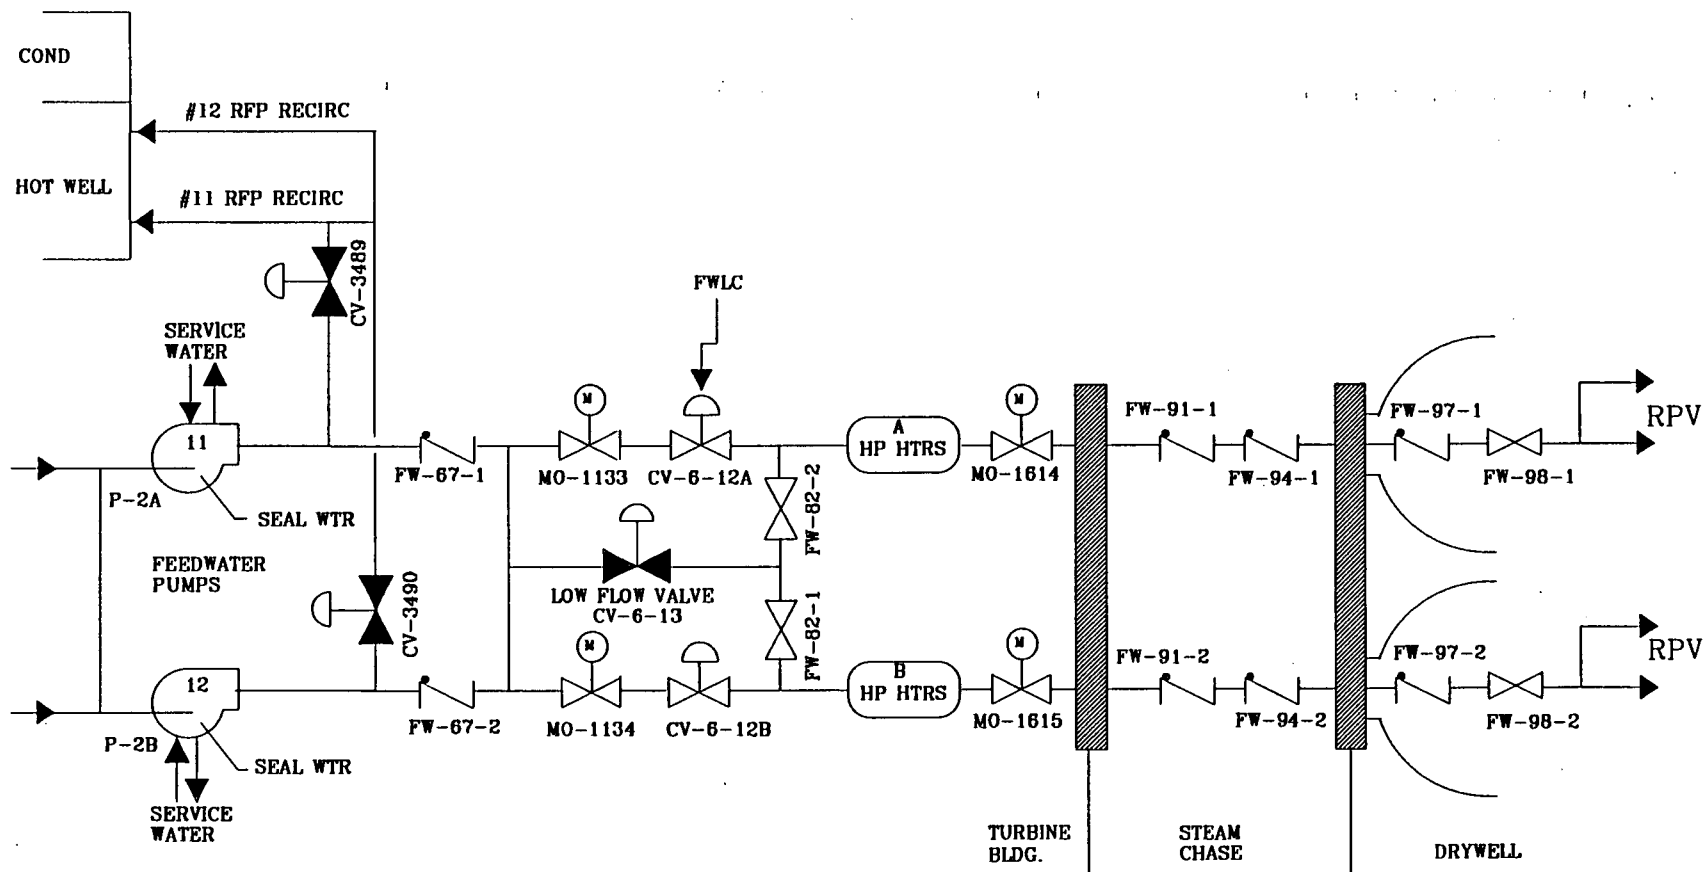 COND
#12 RFP RECIRC
HOT WELL
#11 RFP RECIRC
CV-3489
FWLC
SERVICE
WATER
11
P-2A
SEAL WTR
FW-67-1
M
MO-1133
CV-6-12A
FW-82-2
A
HP HTRS
M
MO-1614
FW-91-1
FW-94-1
FW-97-1
FW-98-1
RPV
FEEDWATER
PUMPS
CV-3490
LOW FLOW VALVE
CV-6-13
FW-82-1
12
P-2B
SEAL WTR
SERVICE
WATER
FW-67-2
M
MO-1134
CV-6-12B
B
HP HTRS
M
MO-1615
FW-91-2
FW-94-2
FW-97-2
FW-98-2
RPV
TURBINE
BLDG.
STEAM
CHASE
DRYWELL